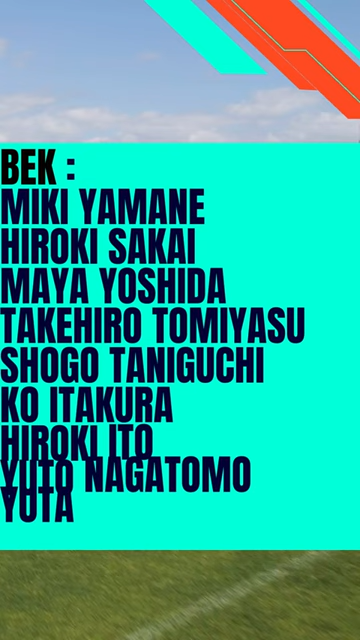 BEK :
MIKI YAMANE
HIROKI SAKAI
MAYA YOSHIDA
TAKEHIRO TOMIYASU
SHOGO TANIGUCHI
KO ITAKURA
HIROKI ITO
YUTO NAGATOMO
YUTA